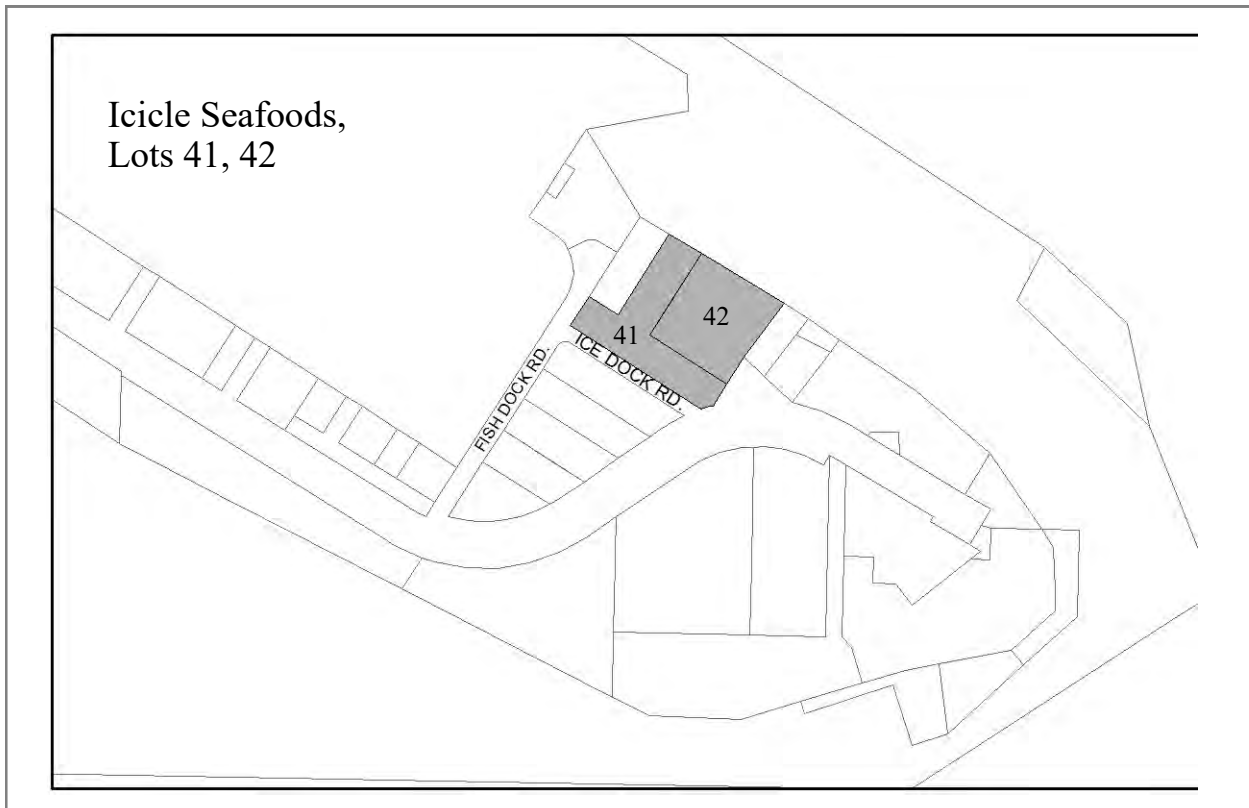 Icicle Seafoods,
Lots 41, 42
42
41
ICE DOCK RD.
FISH DOCK RD.